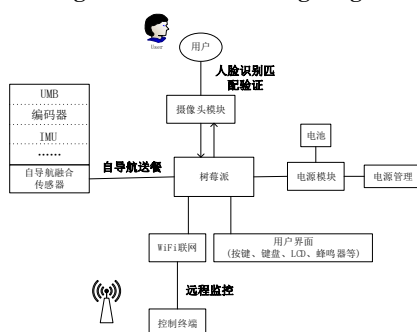 User
用户
人脸识别匹
配验证
摄像头模块
UMB
编码器
IMU
......
自导航融合
传感器
自导航送餐
树莓派
电池
电源模块
电源管理
WiFi联网
用户界面
(按键、键盘、LCD、蜂鸣器等)
远程监控
控制终端